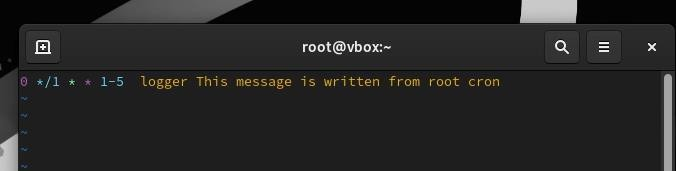 root@vbox:~
0 */1 * * 1-5  logger This message is written from root cron
~
~
~
~
~